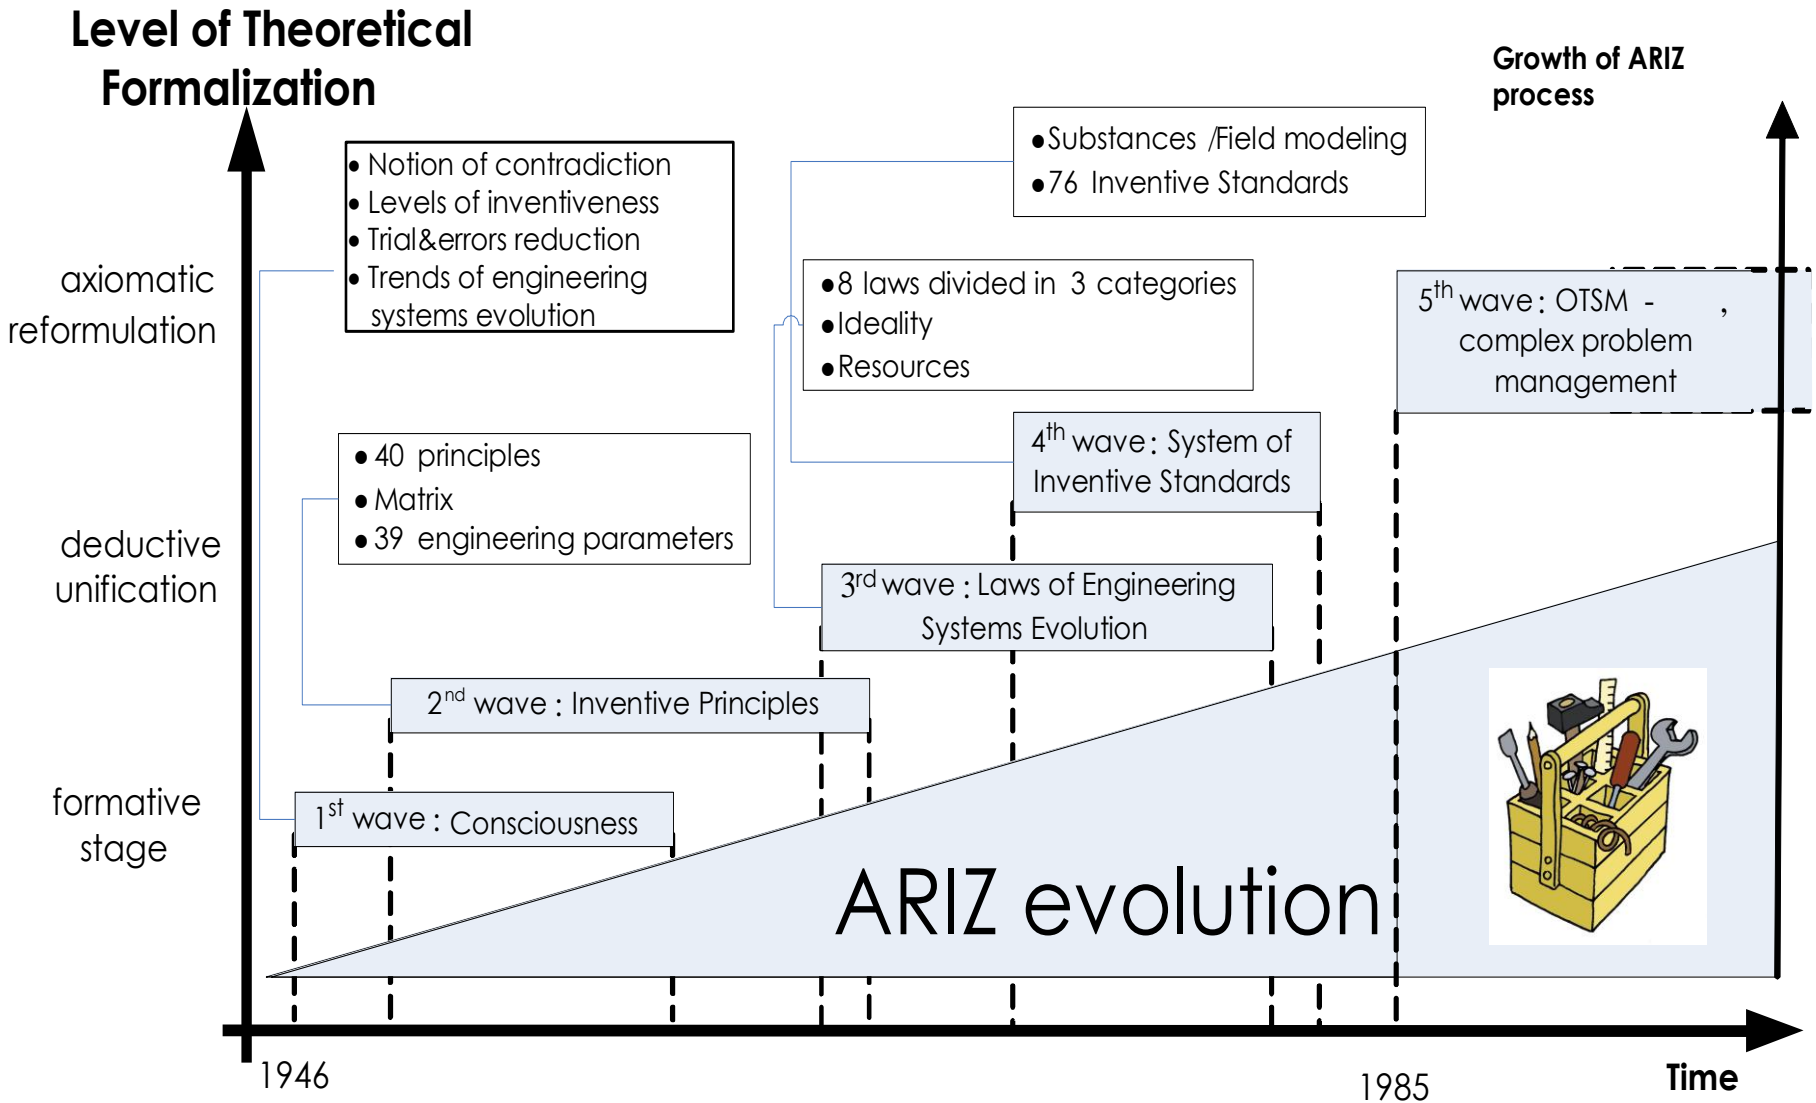 Level of Theoretical
Formalization
Growth of ARIZ
process
● Notion of contradiction
● Levels of inventiveness
● Trial&errors reduction
● Trends of engineering
systems evolution
● Substances /Field modeling
● 76 Inventive Standards
axiomatic
reformulation
● 8 laws divided in 3 categories
● Ideality
● Resources
5th wave : OTSM - ,
complex problem
management
● 40 principles
● Matrix
● 39 engineering parameters
4th wave : System of
Inventive Standards
deductive
unification
3rd wave : Laws of Engineering
Systems Evolution
2nd wave : Inventive Principles
formative
stage
1st wave : Consciousness
ARIZ evolution
1946
1985
Time